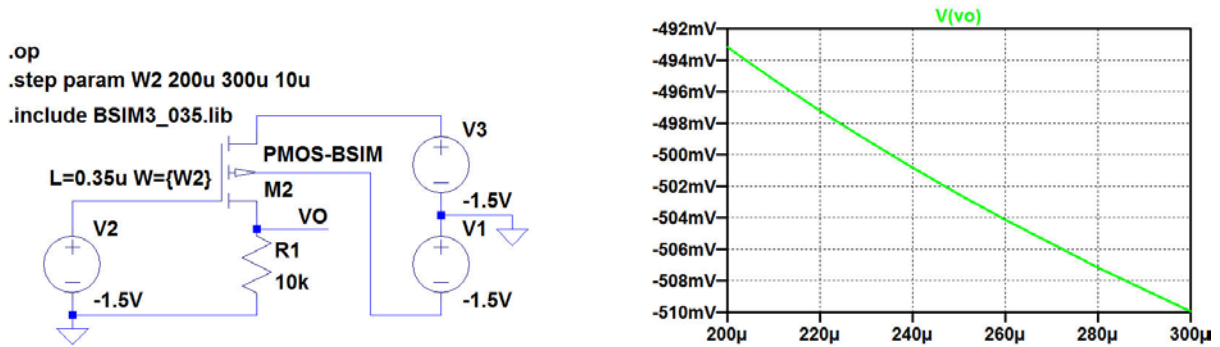 .op
.step param W2 200u 300u 10u
.include BSIM3_035.lib
PMOS-BSIM
L=0.35u W={W2}
M2
VO
V2
-1.5V
R1
10k
V3
-1.5V
V1
-1.5V
V(vo)
-492mV
-494mV
-496mV
-498mV
-500mV
-502mV
-504mV
-506mV
-508mV
-510mV
200µ 220µ 240µ 260µ 280µ 300µ